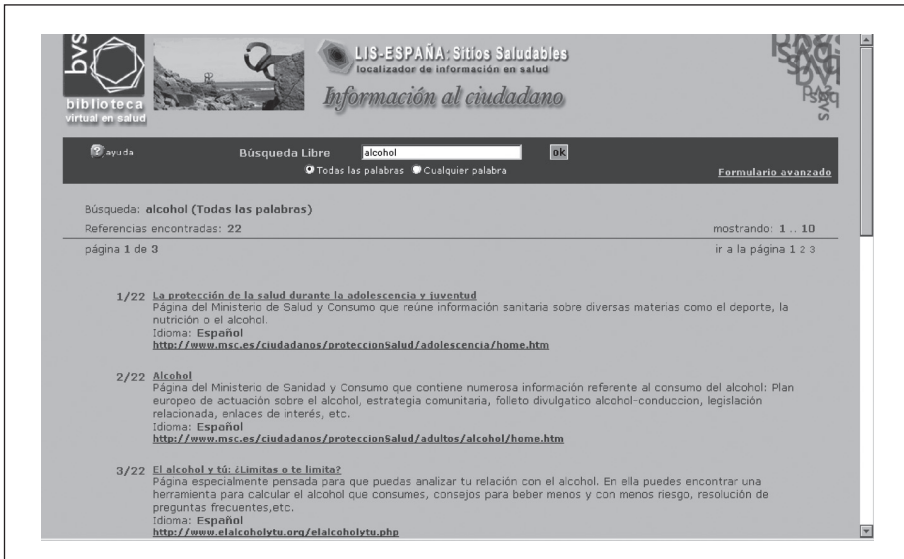 bvs
biblioteca
virtual en salud
LIS-ESPAÑA: Sitios Saludables
localizador de información en salud
Información al ciudadano
ayuda
Búsqueda Libre alcohol ok
Todas las palabras Cualquier palabra
Formulario avanzado
Búsqueda: alcohol (Todas las palabras)
Referencias encontradas: 22 mostrando: 1 .. 10
página 1 de 3 ir a la página 1 2 3
1/22 La protección de la salud durante la adolescencia y juventud
Página del Ministerio de Salud y Consumo que reúne información sanitaria sobre diversas materias como el deporte, la
nutrición o el alcohol.
Idioma: Español
http://www.msc.es/ciudadanos/proteccionSalud/adolescencia/home.htm
2/22 Alcohol
Página del Ministerio de Sanidad y Consumo que contiene numerosa información referente al consumo del alcohol: Plan
europeo de actuación sobre el alcohol, estrategia comunitaria, folleto divulgatico alcohol-conduccion, legislación
relacionada, enlaces de interés, etc.
Idioma: Español
http://www.msc.es/ciudadanos/proteccionSalud/adultos/alcohol/home.htm
3/22 El alcohol y tú: ¿Limitas o te limita?
Página especialmente pensada para que puedas analizar tu relación con el alcohol. En ella puedes encontrar una
herramienta para calcular el alcohol que consumes, consejos para beber menos y con menos riesgo, resolución de
preguntas frecuentes,etc.
Idioma: Español
http://www.elalcoholytu.org/elalcoholytu.php